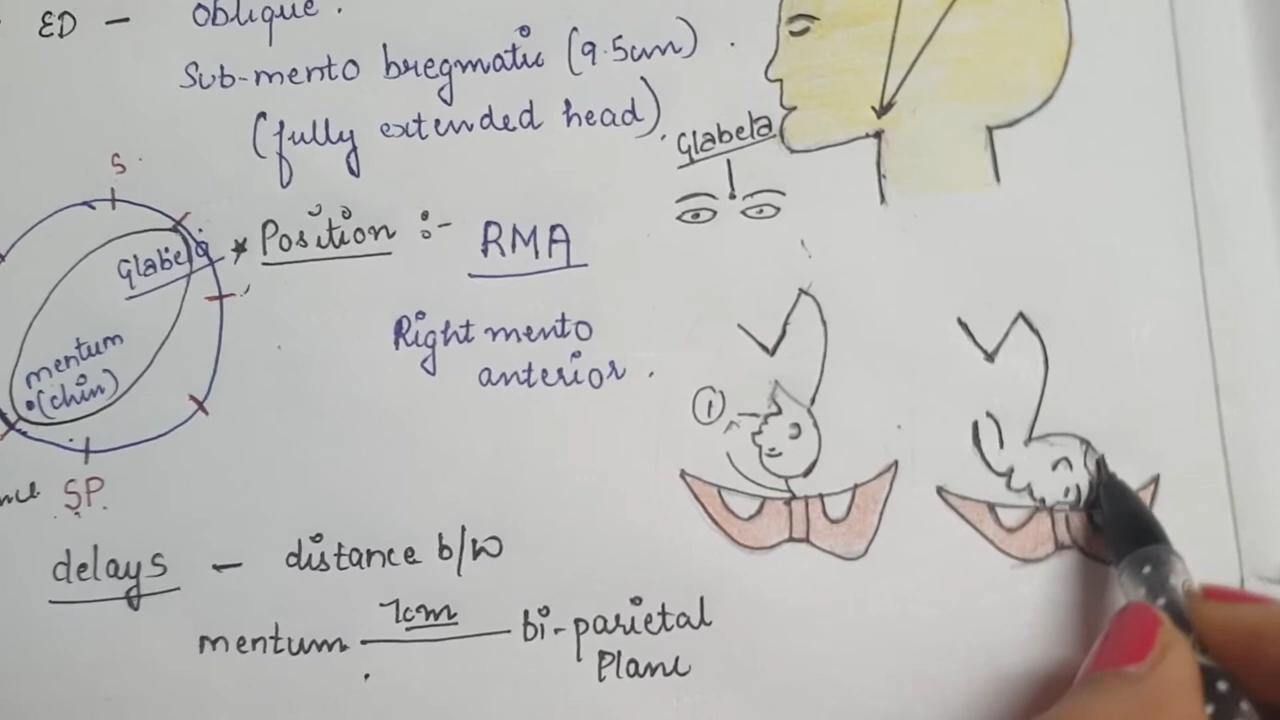 ED - oblique.
Sub-mento bregmatic (9.5cm).
(fully extended head).
Glabela
S
Glabela
mentum
(chin)
SP
* Position :- RMA
Right mento
anterior.
①
delays - distance b/w
mentum 7cm bi-parietal
Plane